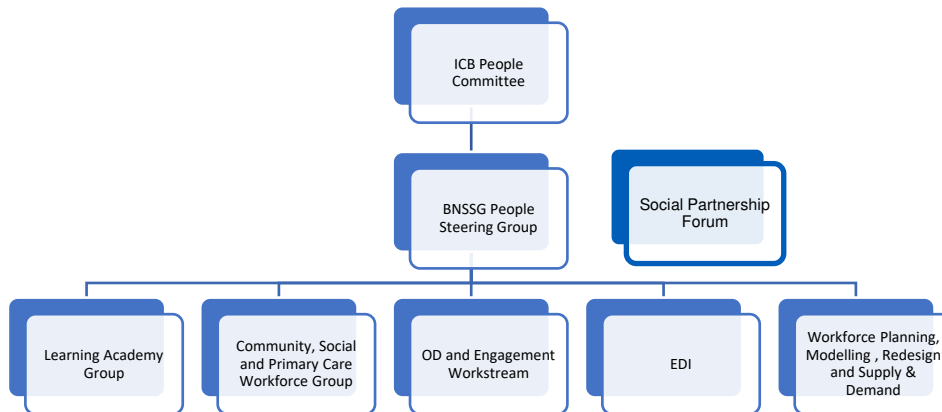 ICB People
Committee
BNSSG People
Steering Group
Social Partnership
Forum
Learning Academy
Group
Community, Social
and Primary Care
Workforce Group
OD and Engagement
Workstream
EDI
Workforce Planning,
Modelling , Redesign
and Supply &
Demand